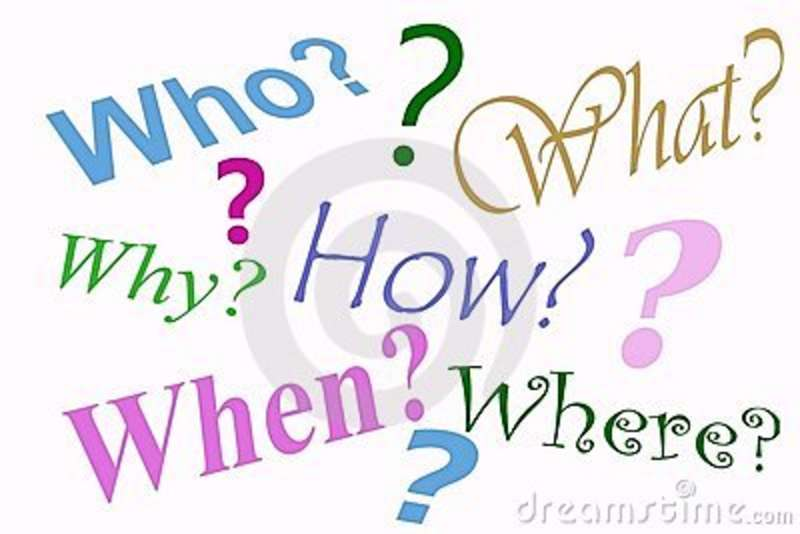 Who?
?
What?
?
Why?
How?
?
When?
Where?
?
dreamstime.com